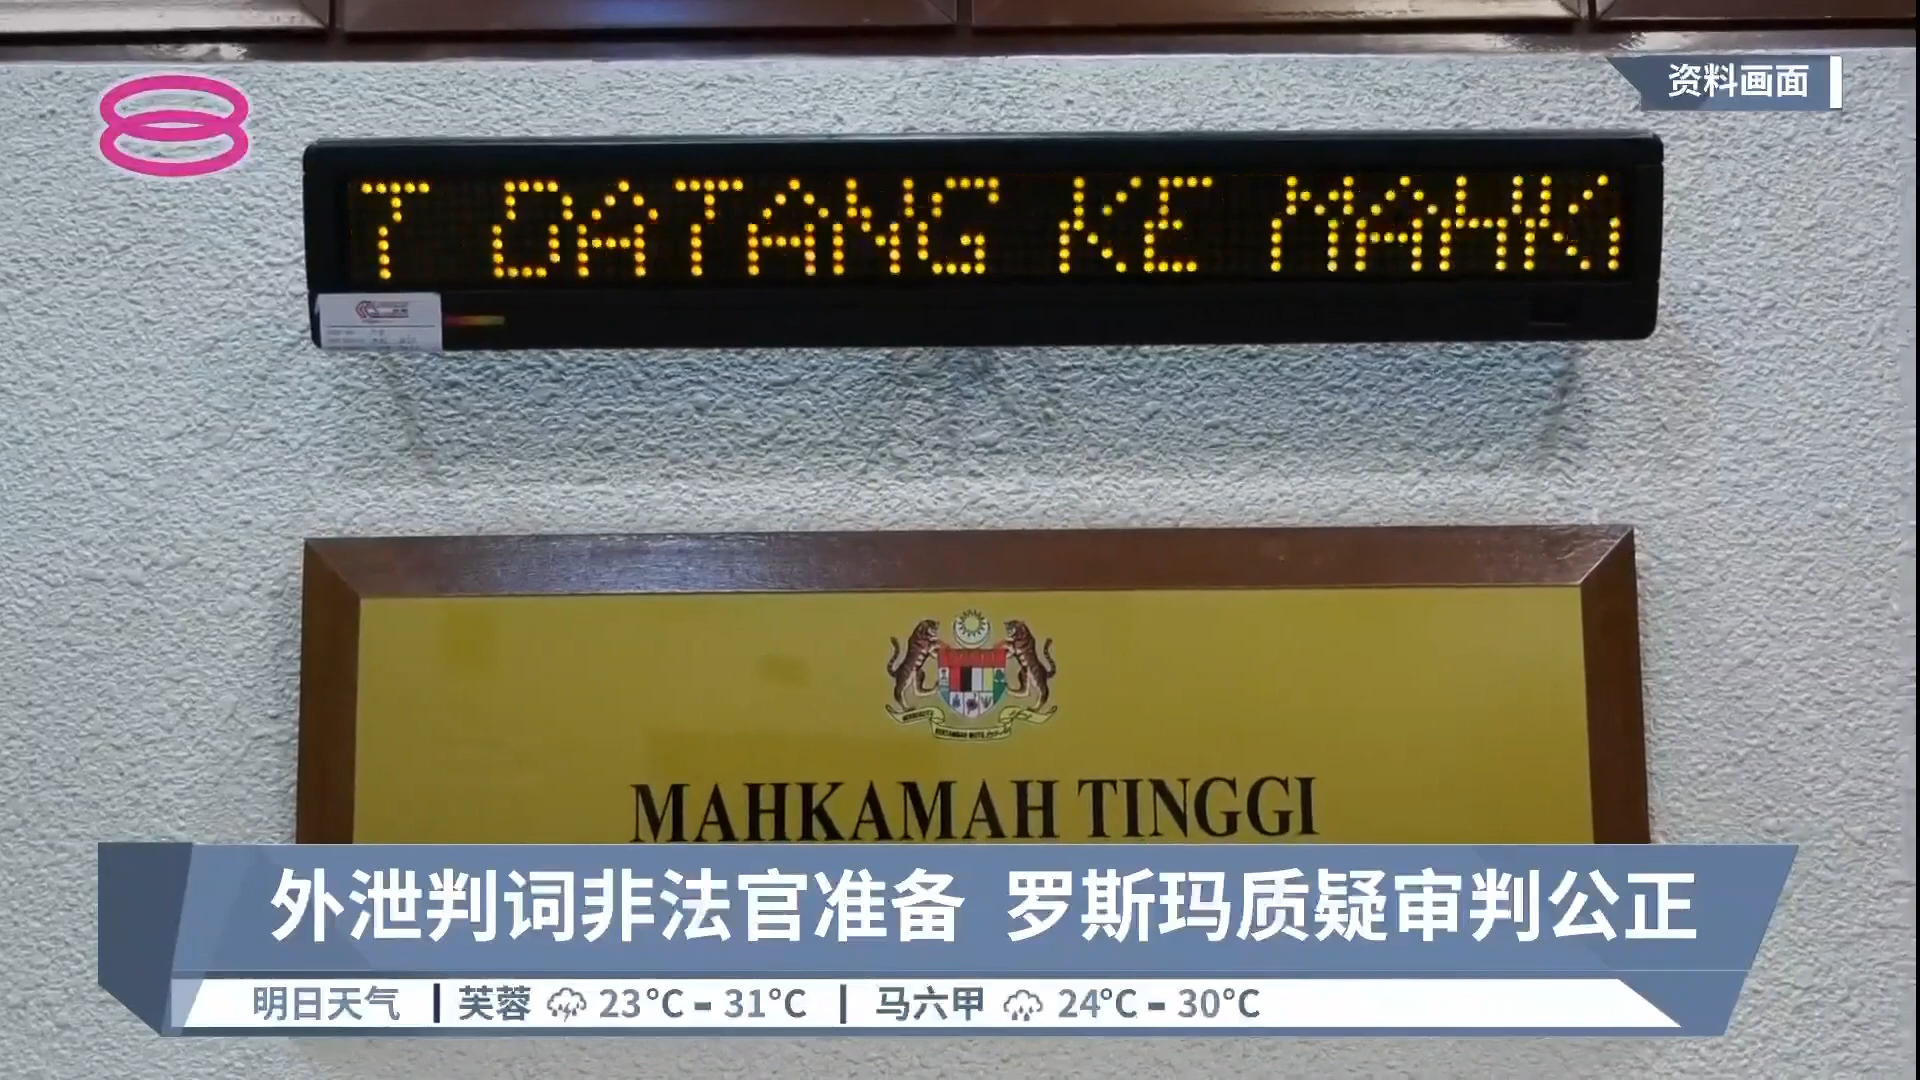 资料画面
T DATANG KE MAHK
MAHKAMAH TINGGI
外泄判词非法官准备 罗斯玛质疑审判公正
明日天气 | 芙蓉 23°C - 31°C | 马六甲 24°C - 30°C